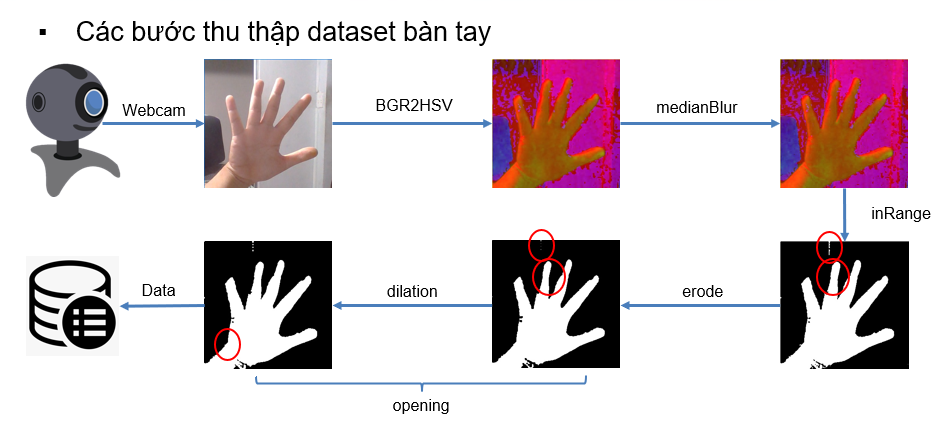 ▪ Các bước thu thập dataset bàn tay
Webcam
BGR2HSV
medianBlur
inRange
erode
dilation
Data
opening